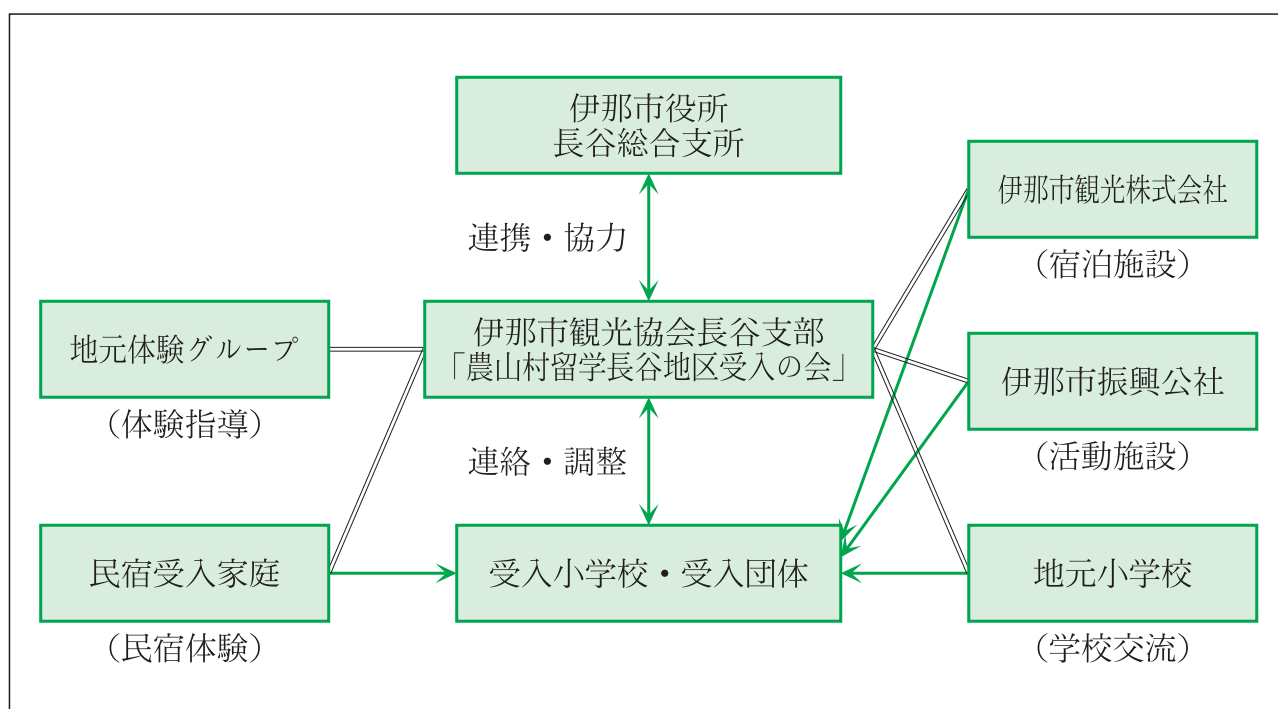 伊那市役所
長谷総合支所
伊那市観光株式会社
（宿泊施設）
連携・協力
地元体験グループ
（体験指導）
伊那市観光協会長谷支部
「農山村留学長谷地区受入の会」
伊那市振興公社
（活動施設）
連絡・調整
民宿受入家庭
（民宿体験）
受入小学校・受入団体
地元小学校
（学校交流）